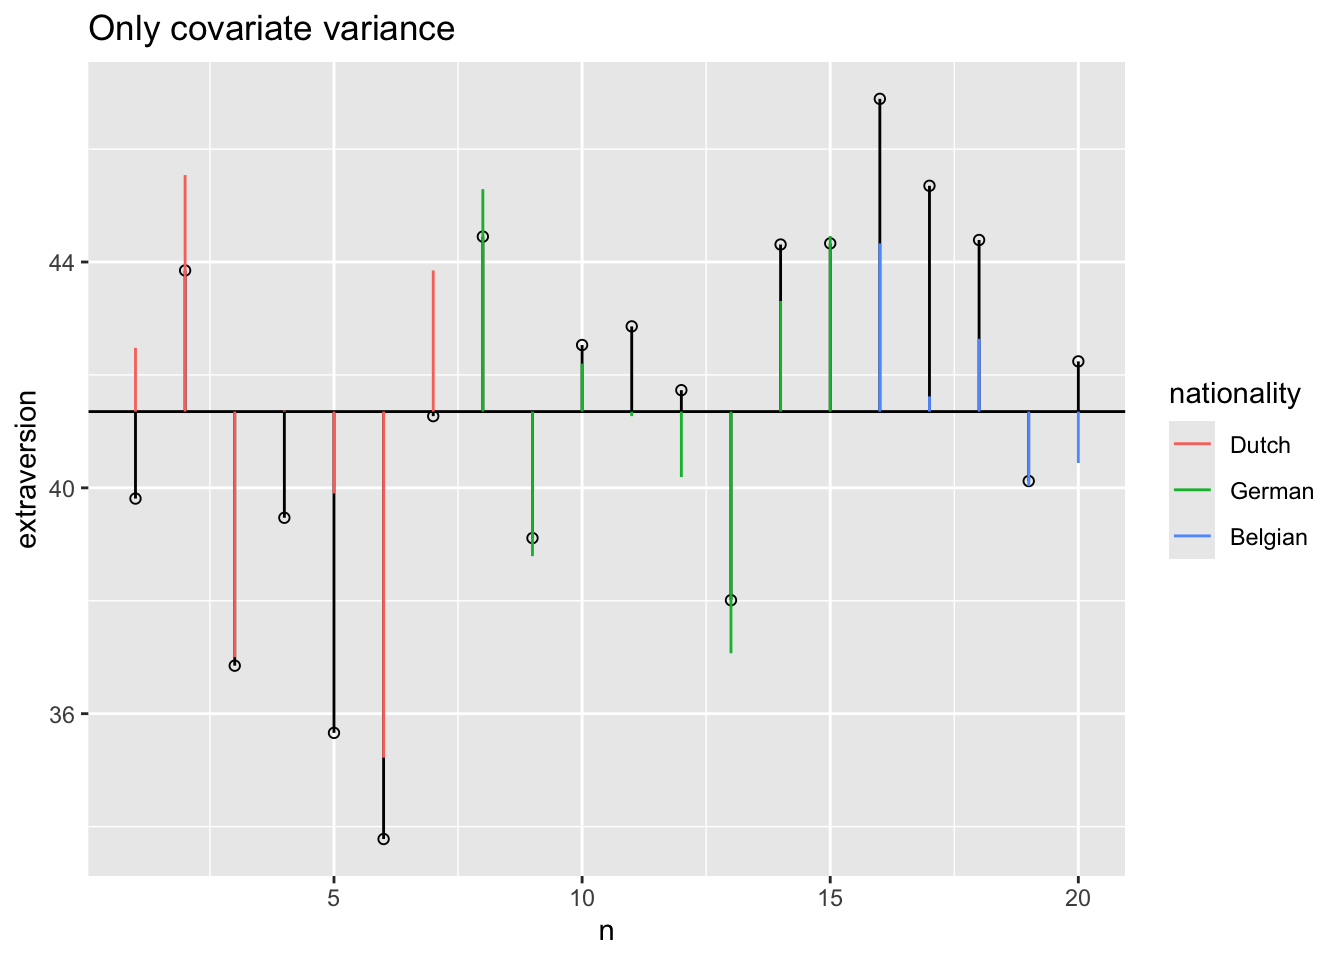 Only covariate variance
extraversion
44
40
36
5
10
15
20
n
nationality
Dutch
German
Belgian